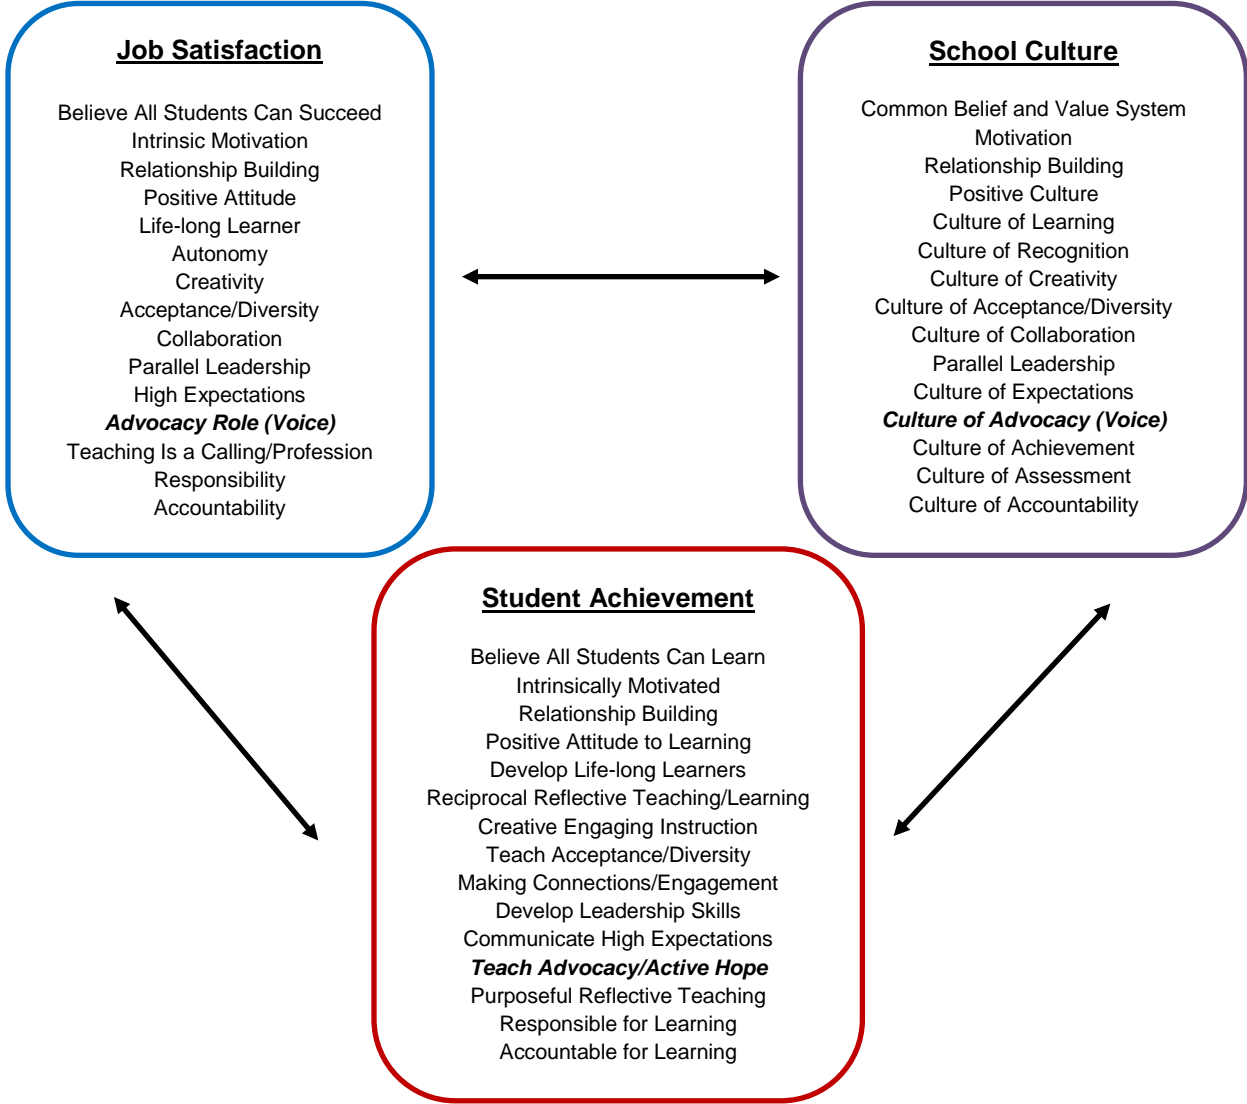 Job Satisfaction
Believe All Students Can Succeed
Intrinsic Motivation
Relationship Building
Positive Attitude
Life-long Learner
Autonomy
Creativity
Acceptance/Diversity
Collaboration
Parallel Leadership
High Expectations
Advocacy Role (Voice)
Teaching Is a Calling/Profession
Responsibility
Accountability
School Culture
Common Belief and Value System
Motivation
Relationship Building
Positive Culture
Culture of Learning
Culture of Recognition
Culture of Creativity
Culture of Acceptance/Diversity
Culture of Collaboration
Parallel Leadership
Culture of Expectations
Culture of Advocacy (Voice)
Culture of Achievement
Culture of Assessment
Culture of Accountability
Student Achievement
Believe All Students Can Learn
Intrinsically Motivated
Relationship Building
Positive Attitude to Learning
Develop Life-long Learners
Reciprocal Reflective Teaching/Learning
Creative Engaging Instruction
Teach Acceptance/Diversity
Making Connections/Engagement
Develop Leadership Skills
Communicate High Expectations
Teach Advocacy/Active Hope
Purposeful Reflective Teaching
Responsible for Learning
Accountable for Learning